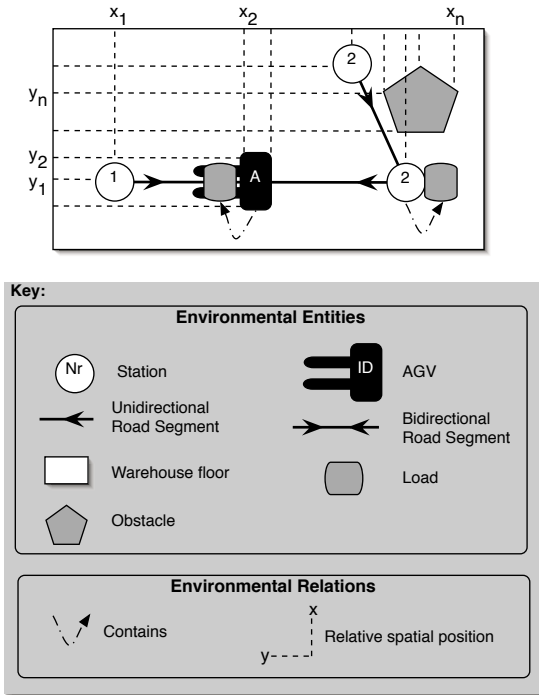 x1 x2 xn
2
yn
y2
y1
1
A
2
Key:
Environmental Entities
Nr
Station
ID
AGV
Unidirectional
Road Segment
Bidirectional
Road Segment
Warehouse floor
Load
Obstacle
Environmental Relations
Contains
x
y
Relative spatial position